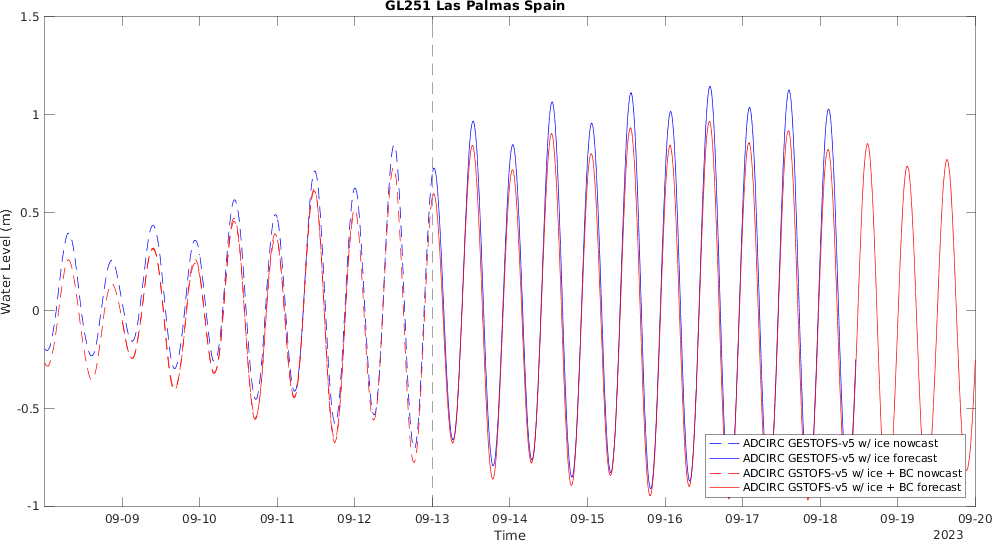 GL251 Las Palmas Spain
1.5
1
0.5
0
-0.5
-1
Water Level (m)
ADCIRC GESTOFS-v5 w/ ice nowcast
ADCIRC GESTOFS-v5 w/ ice forecast
ADCIRC GSTOFS-v5 w/ ice + BC nowcast
ADCIRC GSTOFS-v5 w/ ice + BC forecast
09-09 09-10 09-11 09-12 09-13 09-14 09-15 09-16 09-17 09-18 09-19 09-20
Time
2023